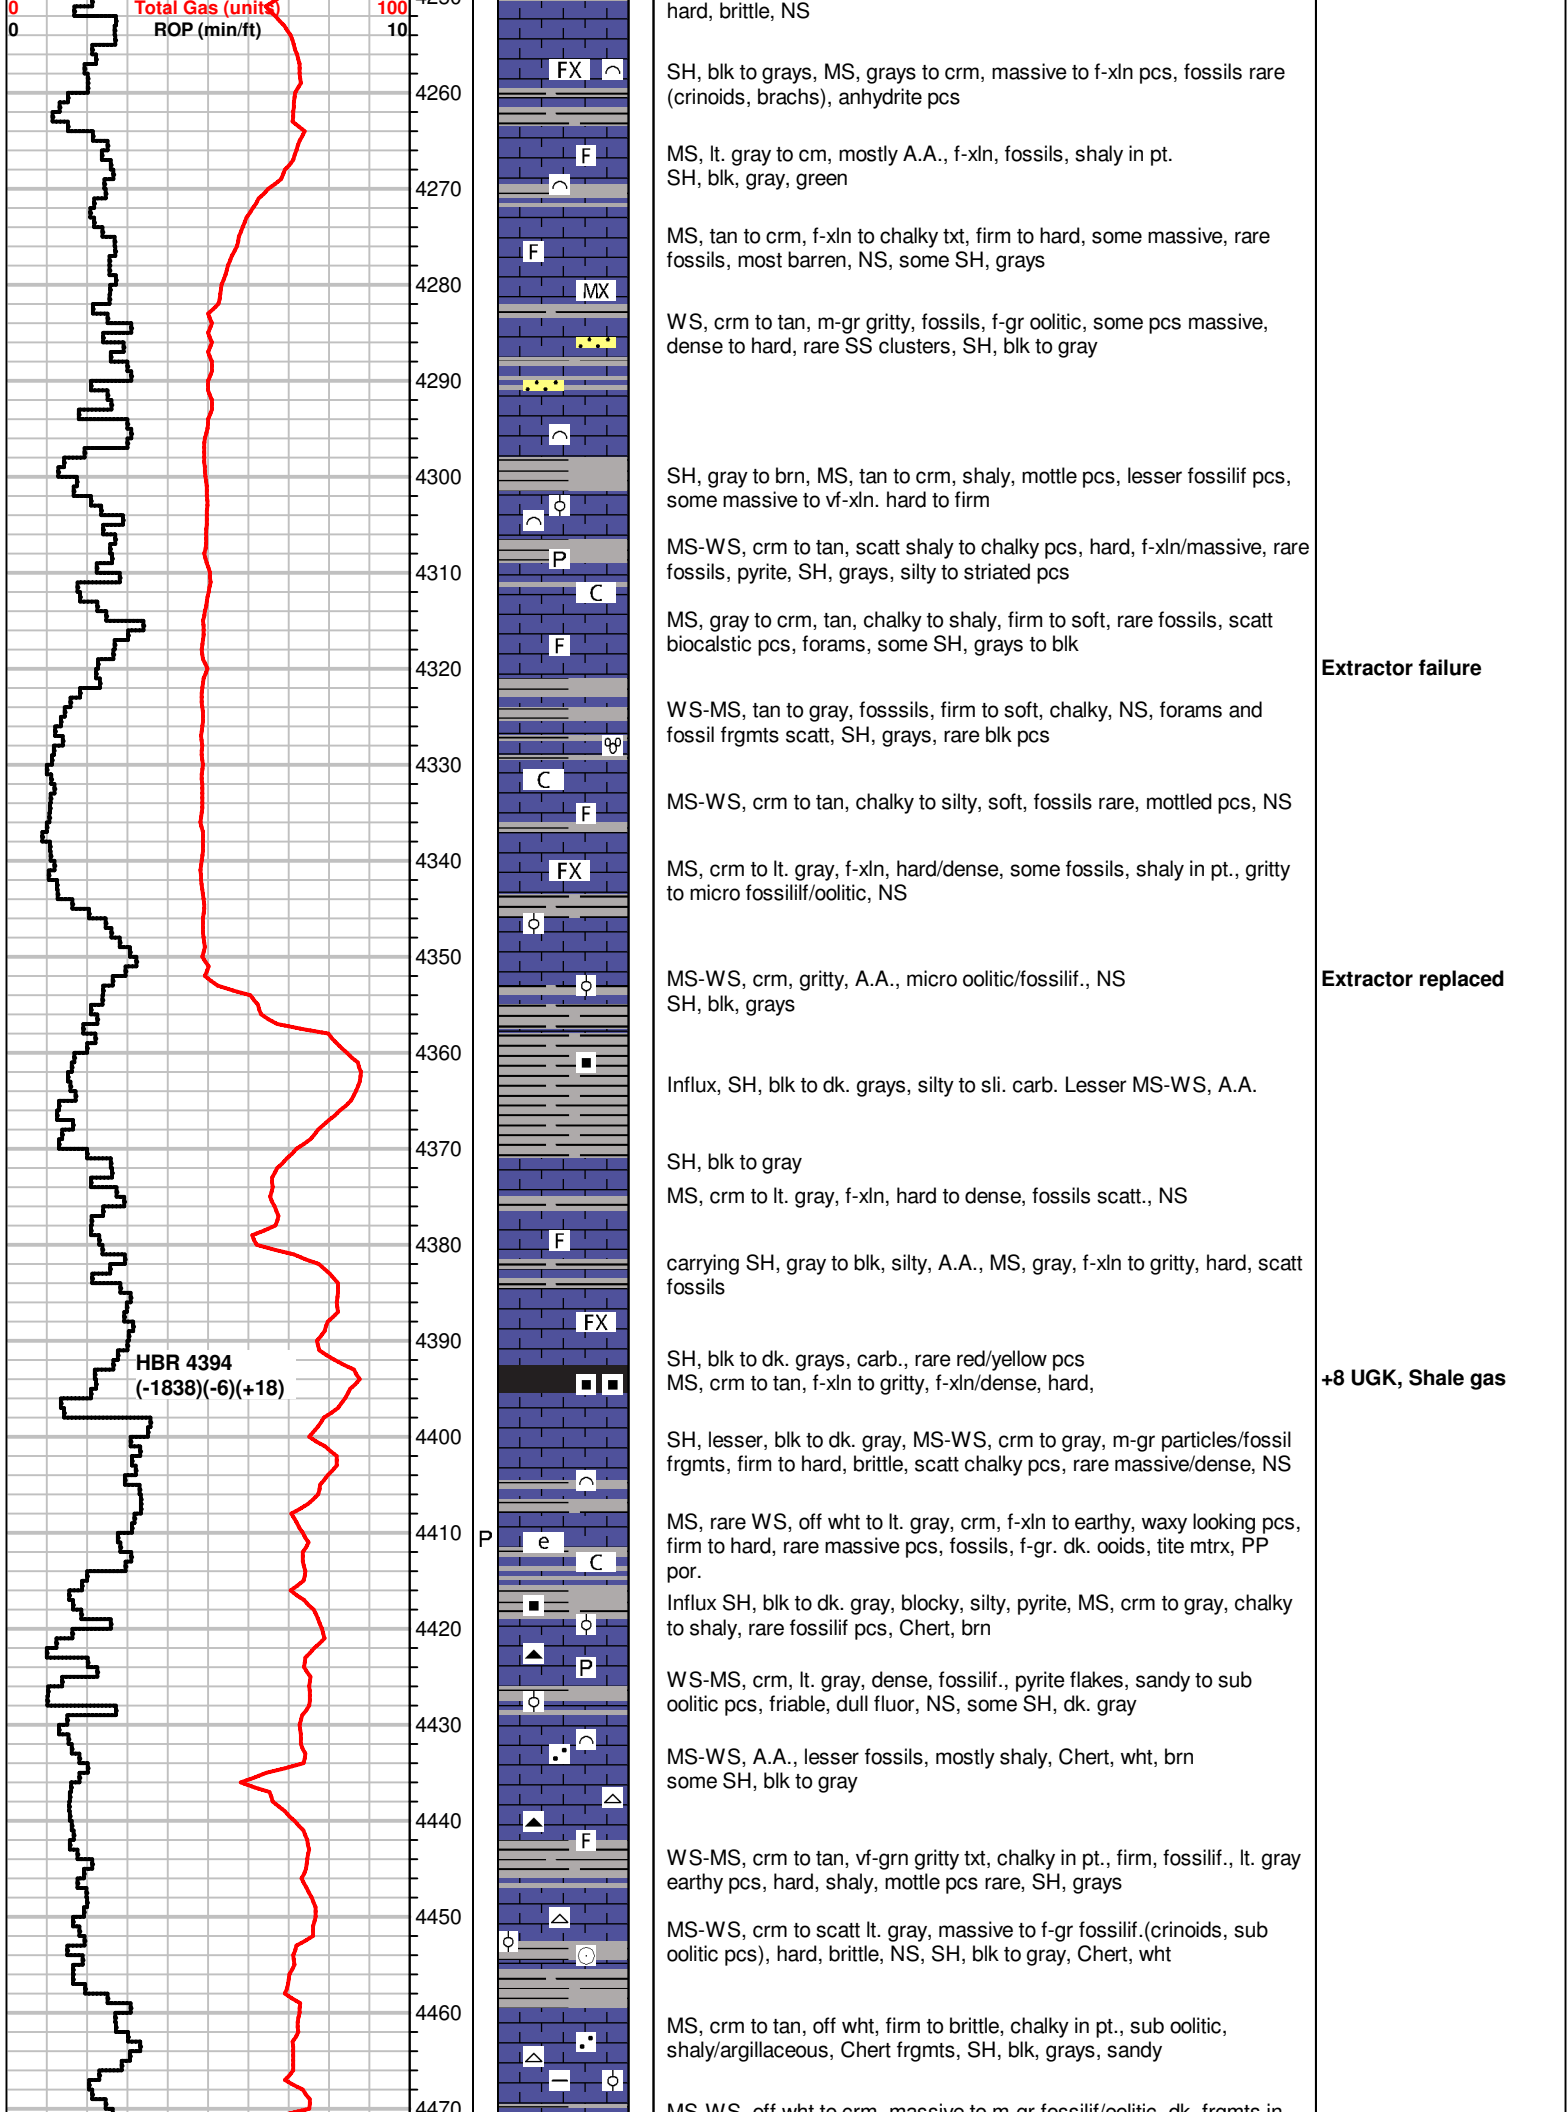 0 Total Gas (units) 100
0 ROP (min/ft) 10
hard, brittle, NS
FX
SH, blk to grays, MS, grays to crm, massive to f-xln pcs, fossils rare
(crinoids, brachs), anhydrite pcs
4260
F
MS, lt. gray to cm, mostly A.A., f-xln, fossils, shaly in pt.
SH, blk, gray, green
4270
F
MS, tan to crm, f-xln to chalky txt, firm to hard, some massive, rare
fossils, most barren, NS, some SH, grays
4280
MX
WS, crm to tan, m-gr gritty, fossils, f-gr oolitic, some pcs massive,
dense to hard, rare SS clusters, SH, blk to gray
4290
4300
SH, gray to brn, MS, tan to crm, shaly, mottle pcs, lesser fossilif pcs,
some massive to vf-xln. hard to firm
P
MS-WS, crm to tan, scatt shaly to chalky pcs, hard, f-xln/massive, rare
fossils, pyrite, SH, grays, silty to striated pcs
4310
C
MS, gray to crm, tan, chalky to shaly, firm to soft, rare fossils, scatt
biocalstic pcs, forams, some SH, grays to blk
F
4320
Extractor failure
WS-MS, tan to gray, fosssils, firm to soft, chalky, NS, forams and
fossil frgmts scatt, SH, grays, rare blk pcs
4330
C
MS-WS, crm to tan, chalky to silty, soft, fossils rare, mottled pcs, NS
F
4340
FX
MS, crm to lt. gray, f-xln, hard/dense, some fossils, shaly in pt., gritty
to micro fossililf/oolitic, NS
4350
MS-WS, crm, gritty, A.A., micro oolitic/fossilif., NS
SH, blk, grays
Extractor replaced
4360
Influx, SH, blk to dk. grays, silty to sli. carb. Lesser MS-WS, A.A.
4370
SH, blk to gray
MS, crm to lt. gray, f-xln, hard to dense, fossils scatt., NS
4380
F
carrying SH, gray to blk, silty, A.A., MS, gray, f-xln to gritty, hard, scatt
fossils
FX
4390
HBR 4394
(-1838)(-6)(+18)
SH, blk to dk. grays, carb., rare red/yellow pcs
MS, crm to tan, f-xln to gritty, f-xln/dense, hard,
+8 UGK, Shale gas
4400
SH, lesser, blk to dk. gray, MS-WS, crm to gray, m-gr particles/fossil
frgmts, firm to hard, brittle, scatt chalky pcs, rare massive/dense, NS
4410
P
e
C
MS, rare WS, off wht to lt. gray, crm, f-xln to earthy, waxy looking pcs,
firm to hard, rare massive pcs, fossils, f-gr. dk. ooids, tite mtrx, PP
por.
Influx SH, blk to dk. gray, blocky, silty, pyrite, MS, crm to gray, chalky
to shaly, rare fossilif pcs, Chert, brn
4420
P
WS-MS, crm, lt. gray, dense, fossilif., pyrite flakes, sandy to sub
oolitic pcs, friable, dull fluor, NS, some SH, dk. gray
4430
MS-WS, A.A., lesser fossils, mostly shaly, Chert, wht, brn
some SH, blk to gray
4440
F
WS-MS, crm to tan, vf-grn gritty txt, chalky in pt., firm, fossilif., lt. gray
earthy pcs, hard, shaly, mottle pcs rare, SH, grays
4450
MS-WS, crm to scatt lt. gray, massive to f-gr fossilif.(crinoids, sub
oolitic pcs), hard, brittle, NS, SH, blk to gray, Chert, wht
4460
MS, crm to tan, off wht, firm to brittle, chalky in pt., sub oolitic,
shaly/argillaceous, Chert frgmts, SH, blk, grays, sandy
4470
MS-WS, off wht to crm, massive to m-gr fossilif/oolitic, dk. frgmts in